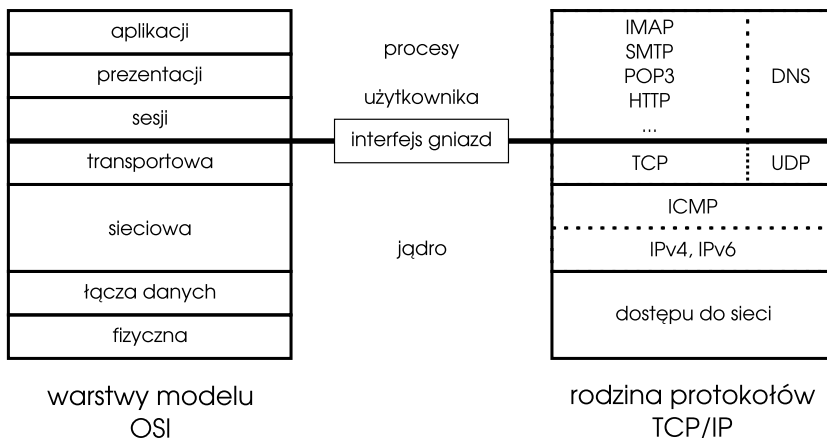 aplikacji
prezentacji
sesji
transportowa
sieciowa
łącza danych
fizyczna
warstwy modelu
OSI
procesy
użytkownika
interfejs gniazd
jądro
IMAP
SMTP
POP3
HTTP
...
DNS
TCP
UDP
ICMP
IPv4, IPv6
dostępu do sieci
rodzina protokołów
TCP/IP